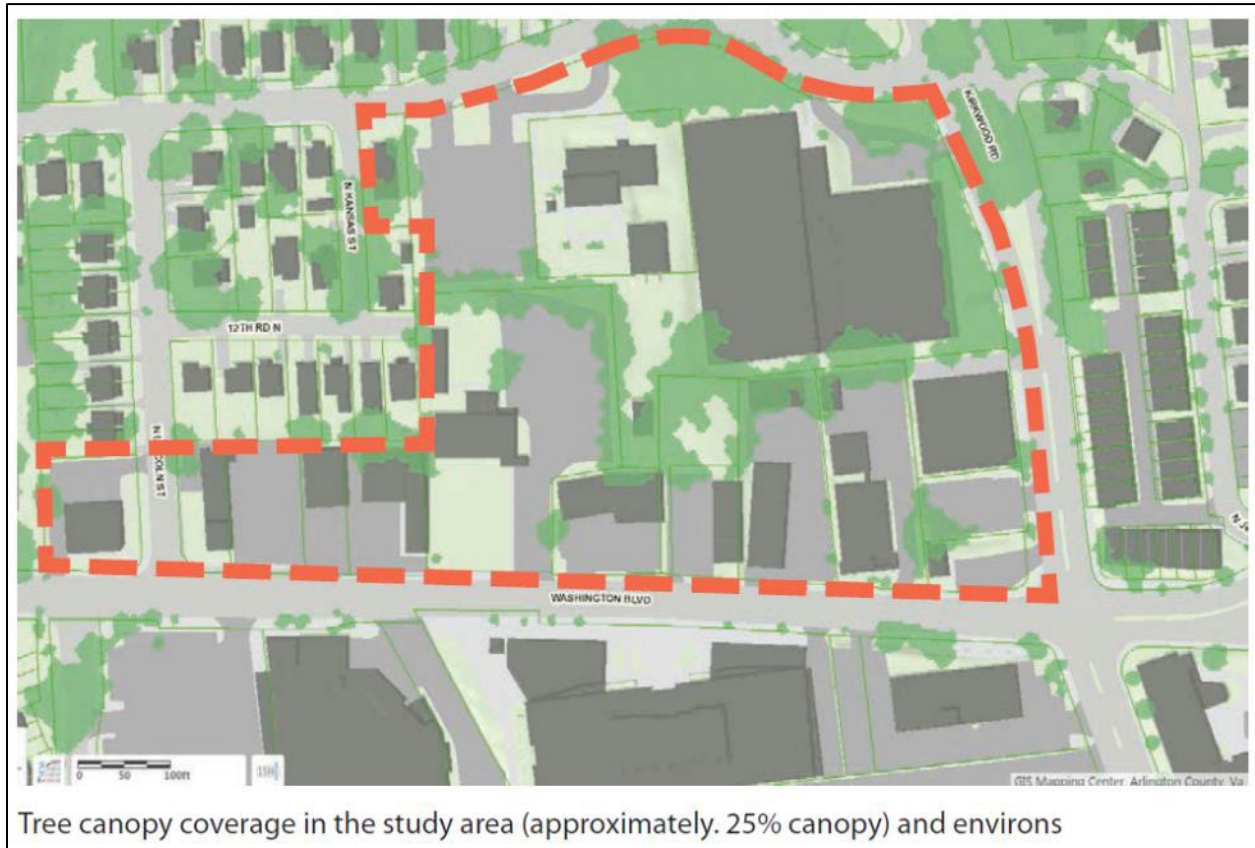 KIRKWOOD RD
N KANSAS ST
12TH RD N
WASHINGTON BLVD
0 50 100ft
GIS Mapping Center, Arlington County, Va
Tree canopy coverage in the study area (approximately. 25% canopy) and environs